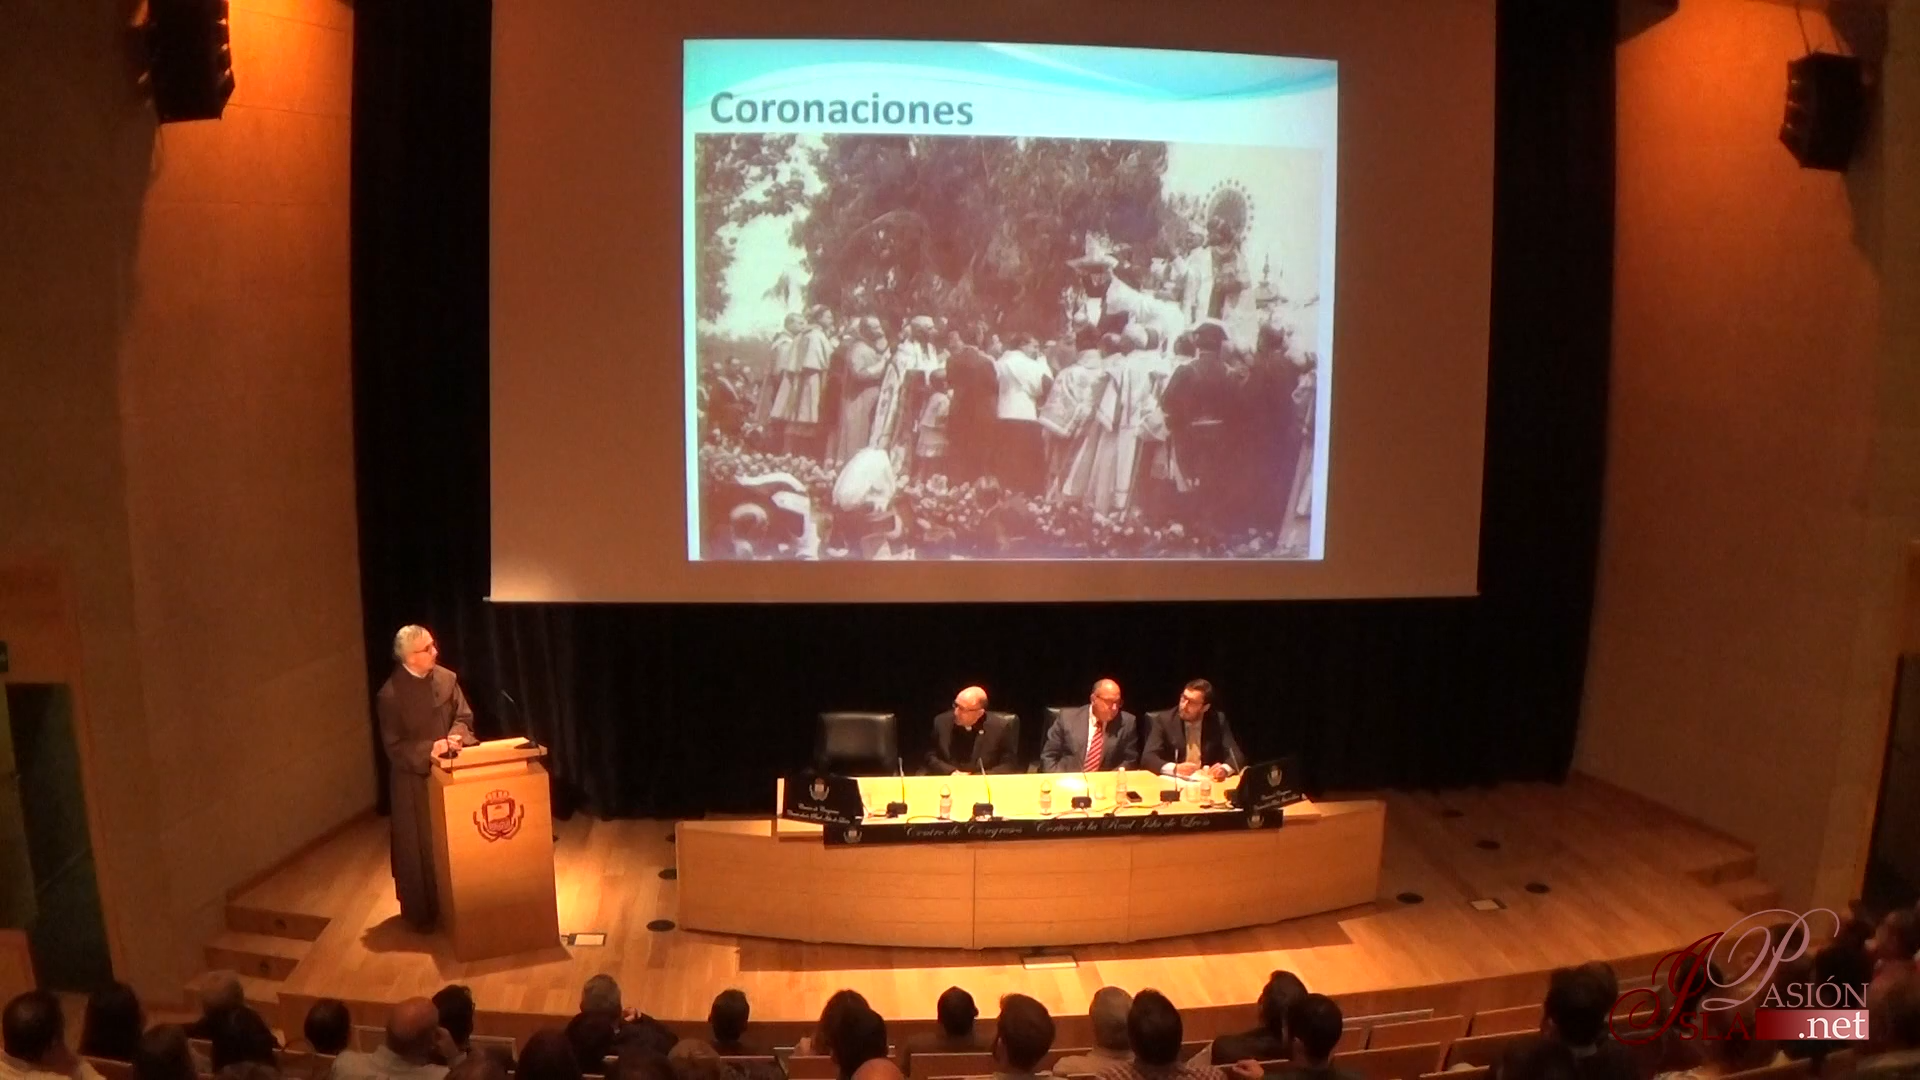 Coronaciones
Centro de Congresos Cortes de la Real Isla de León
PASIÓN
ISLA.net